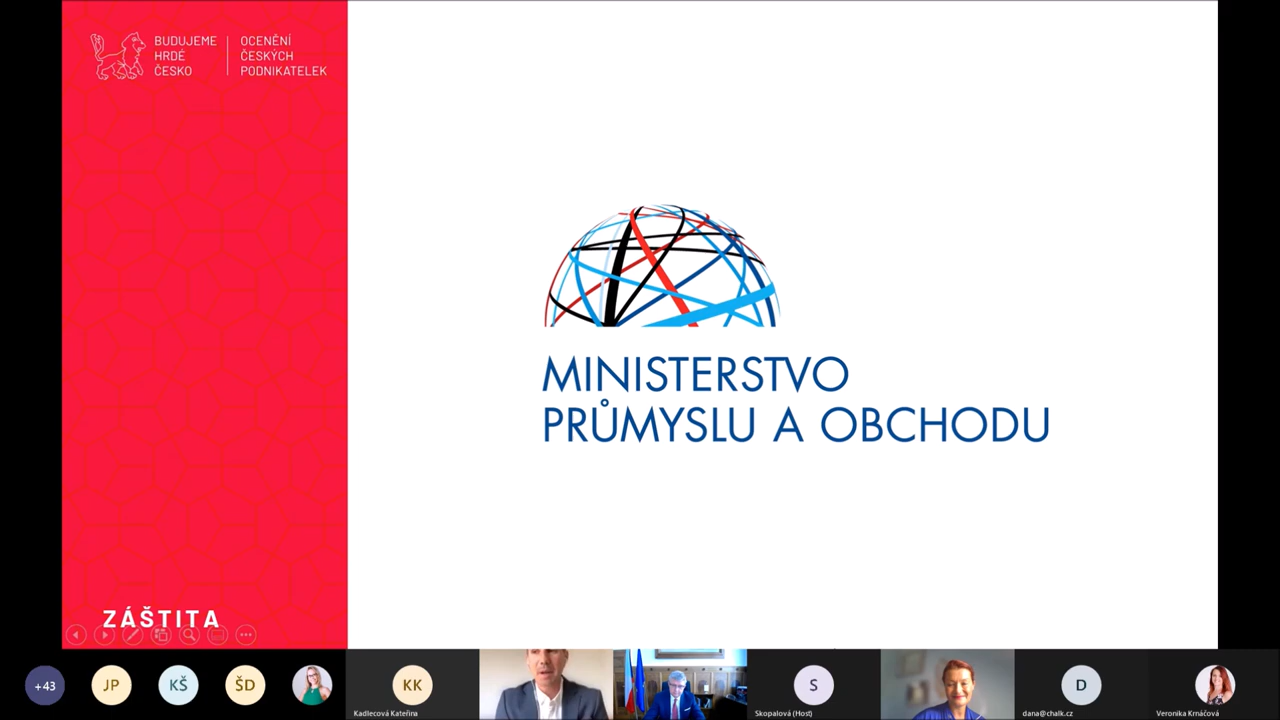 BUDUJEME
HRDÉ
ČESKO
OCENĚNÍ
ČESKÝCH
PODNIKATELEK
MINISTERSTVO
PRŮMYSLU A OBCHODU
ZÁŠTITA
+43
JP
KŠ
ŠD
KK
Kadlecová Kateřina
S
Skopalová (Host)
D
dana@chalk.cz
Veronika Krnáčová